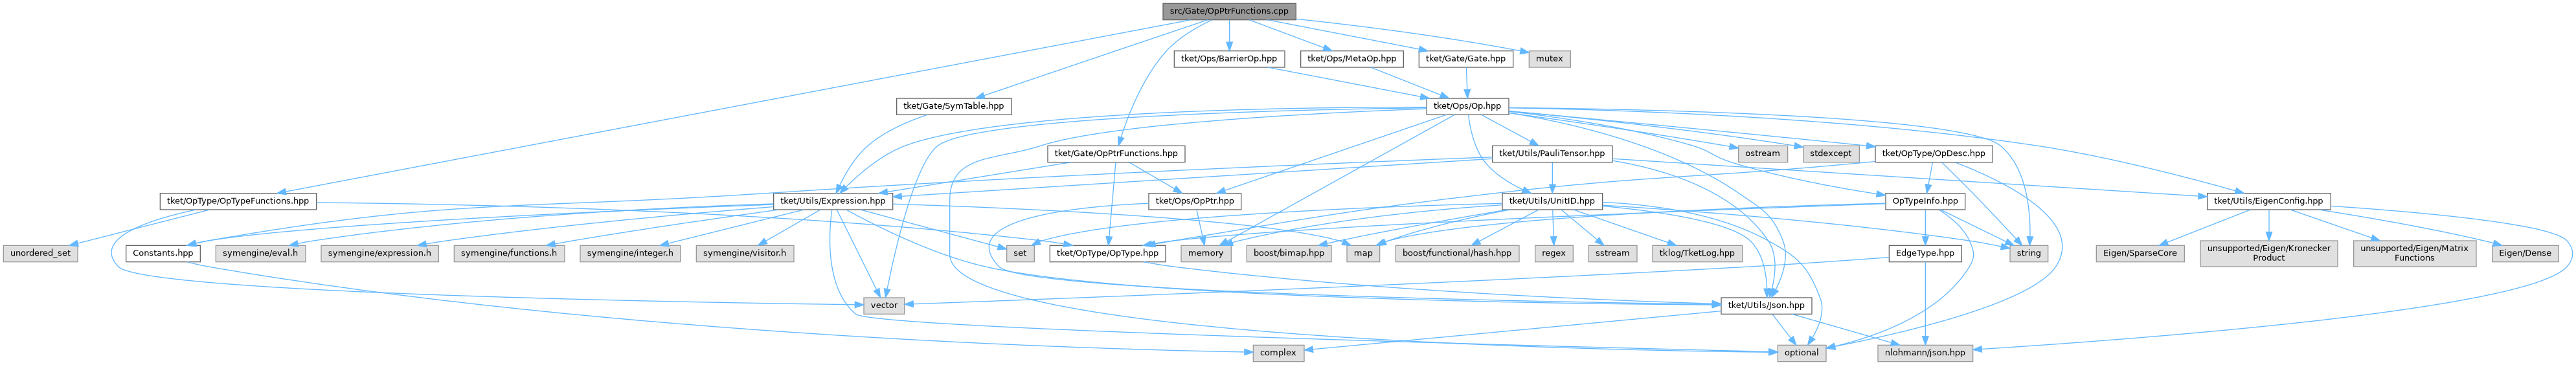 src/Gate/OpPtrFunctions.cpp
tket/Ops/BarrierOp.hpp
tket/Ops/MetaOp.hpp
tket/Gate/Gate.hpp
mutex
tket/Gate/SymTable.hpp
tket/Ops/Op.hpp
tket/Gate/OpPtrFunctions.hpp
tket/Utils/PauliTensor.hpp
ostream
stdexcept
tket/OpType/OpDesc.hpp
tket/OpType/OpTypeFunctions.hpp
tket/Utils/Expression.hpp
tket/Ops/OpPtr.hpp
tket/Utils/UnitID.hpp
OpTypeInfo.hpp
tket/Utils/EigenConfig.hpp
unordered_set
Constants.hpp
symengine/eval.h
symengine/expression.h
symengine/functions.h
symengine/integer.h
symengine/visitor.h
set
tket/OpType/OpType.hpp
memory
boost/bimap.hpp
map
boost/functional/hash.hpp
regex
sstream
tklog/TketLog.hpp
EdgeType.hpp
string
Eigen/SparseCore
unsupported/Eigen/Kronecker
Product
unsupported/Eigen/Matrix
Functions
Eigen/Dense
vector
tket/Utils/Json.hpp
complex
optional
nlohmann/json.hpp